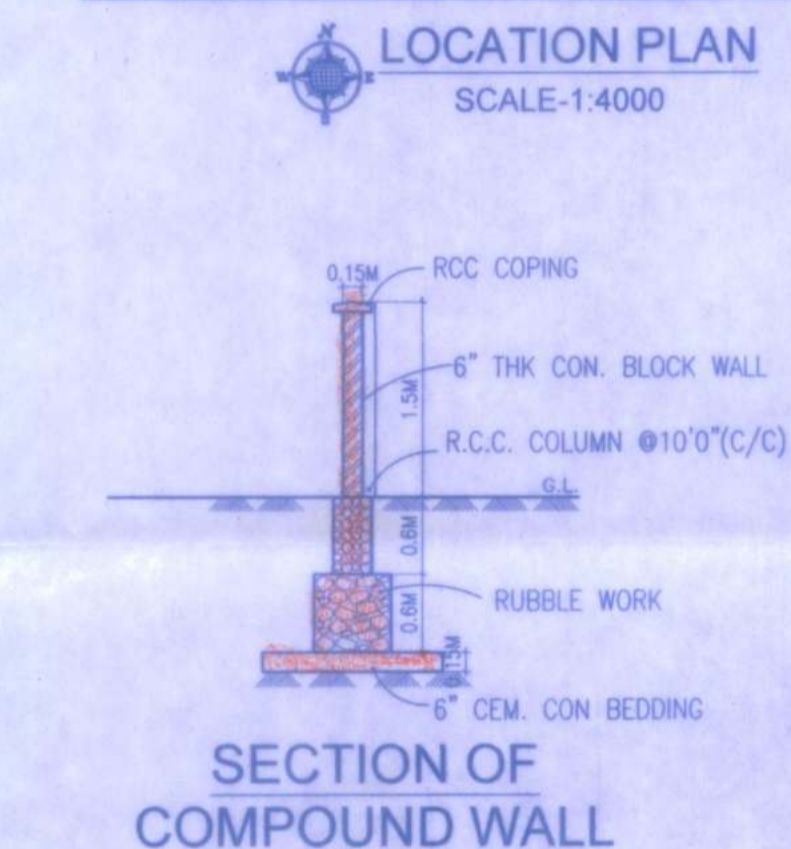 N
W E
S
LOCATION PLAN
SCALE-1:4000
0.15M
RCC COPING
6" THK CON. BLOCK WALL
1.5M
R.C.C. COLUMN @10'0"(C/C)
G.L.
0.6M
RUBBLE WORK
0.6M
0.15M
6" CEM. CON BEDDING
SECTION OF
COMPOUND WALL